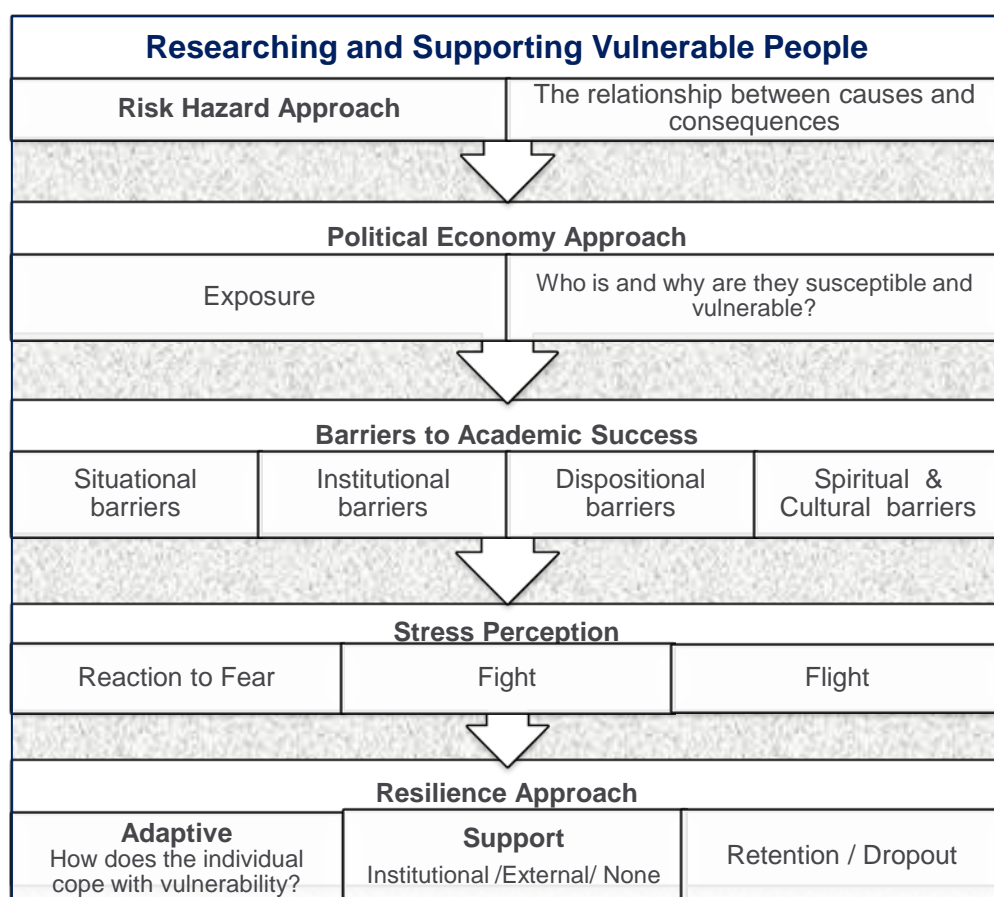 Researching and Supporting Vulnerable People
Risk Hazard Approach
The relationship between causes and
consequences
Political Economy Approach
Exposure
Who is and why are they susceptible and
vulnerable?
Barriers to Academic Success
Situational
barriers
Institutional
barriers
Dispositional
barriers
Spiritual &
Cultural barriers
Stress Perception
Reaction to Fear
Fight
Flight
Resilience Approach
Adaptive
How does the individual
cope with vulnerability?
Support
Institutional /External/ None
Retention / Dropout